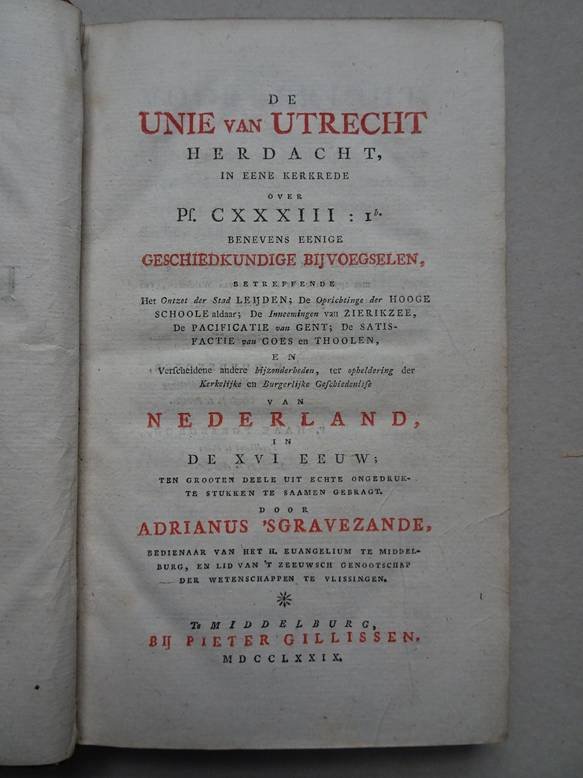 DE
UNIE VAN UTRECHT
HERDACHT,
IN EENE KERKREDE
OVER
Pſ. CXXXIII : 1b.
BENEVENS EENIGE
GESCHIEDKUNDIGE BIJVOEGSELEN,
BETREFFENDE
Het Ontzet der Stad LEIJDEN; De Oprichtinge der HOOGE
SCHOOLE aldaar; De Inneemingen van ZIERIKZEE,
De PACIFICATIE van GENT; De SATIS-
FACTIE van GOES en THOOLEN,
EN
Verſcheidene andere bijzonderheden, ter opheldering der
Kerkelijke en Burgerlijke Geſchiedeniſſe
VAN
NEDERLAND,
IN
DE XVI EEUW;
TEN GROOTEN DEELE UIT ECHTE ONGEDRUK-
TE STUKKEN TE SAAMEN GEBRAGT.
DOOR
ADRIANUS 'SGRAVEZANDE,
BEDIENAAR VAN HET H. EUANGELIUM TE MIDDEL-
BURG, EN LID VAN 'T ZEEUWSCH GENOOTSCHAP
DER WETENSCHAPPEN TE VLISSINGEN.
Te MIDDELBURG,
BIJ PIETER GILLISSEN.
MDCCLXXIX.